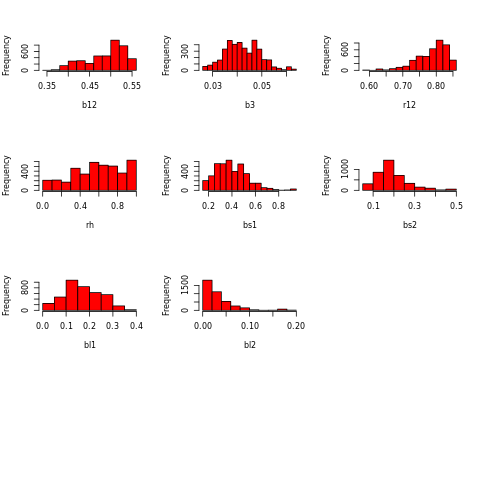 Frequency
600
0
0.35 0.45 0.55
b12
Frequency
300
0
0.03 0.05
b3
Frequency
600
0
0.60 0.70 0.80
r12
Frequency
400
0
0.0 0.4 0.8
rh
Frequency
400
0
0.2 0.4 0.6 0.8
bs1
Frequency
1000
0
0.1 0.3 0.5
bs2
Frequency
800
0
0.0 0.1 0.2 0.3 0.4
bl1
Frequency
1500
0
0.00 0.10 0.20
bl2